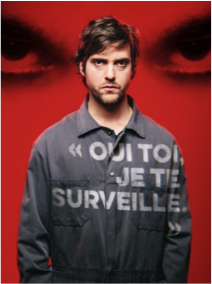 « OUI TOI,
JE TE
SURVEILLE. »